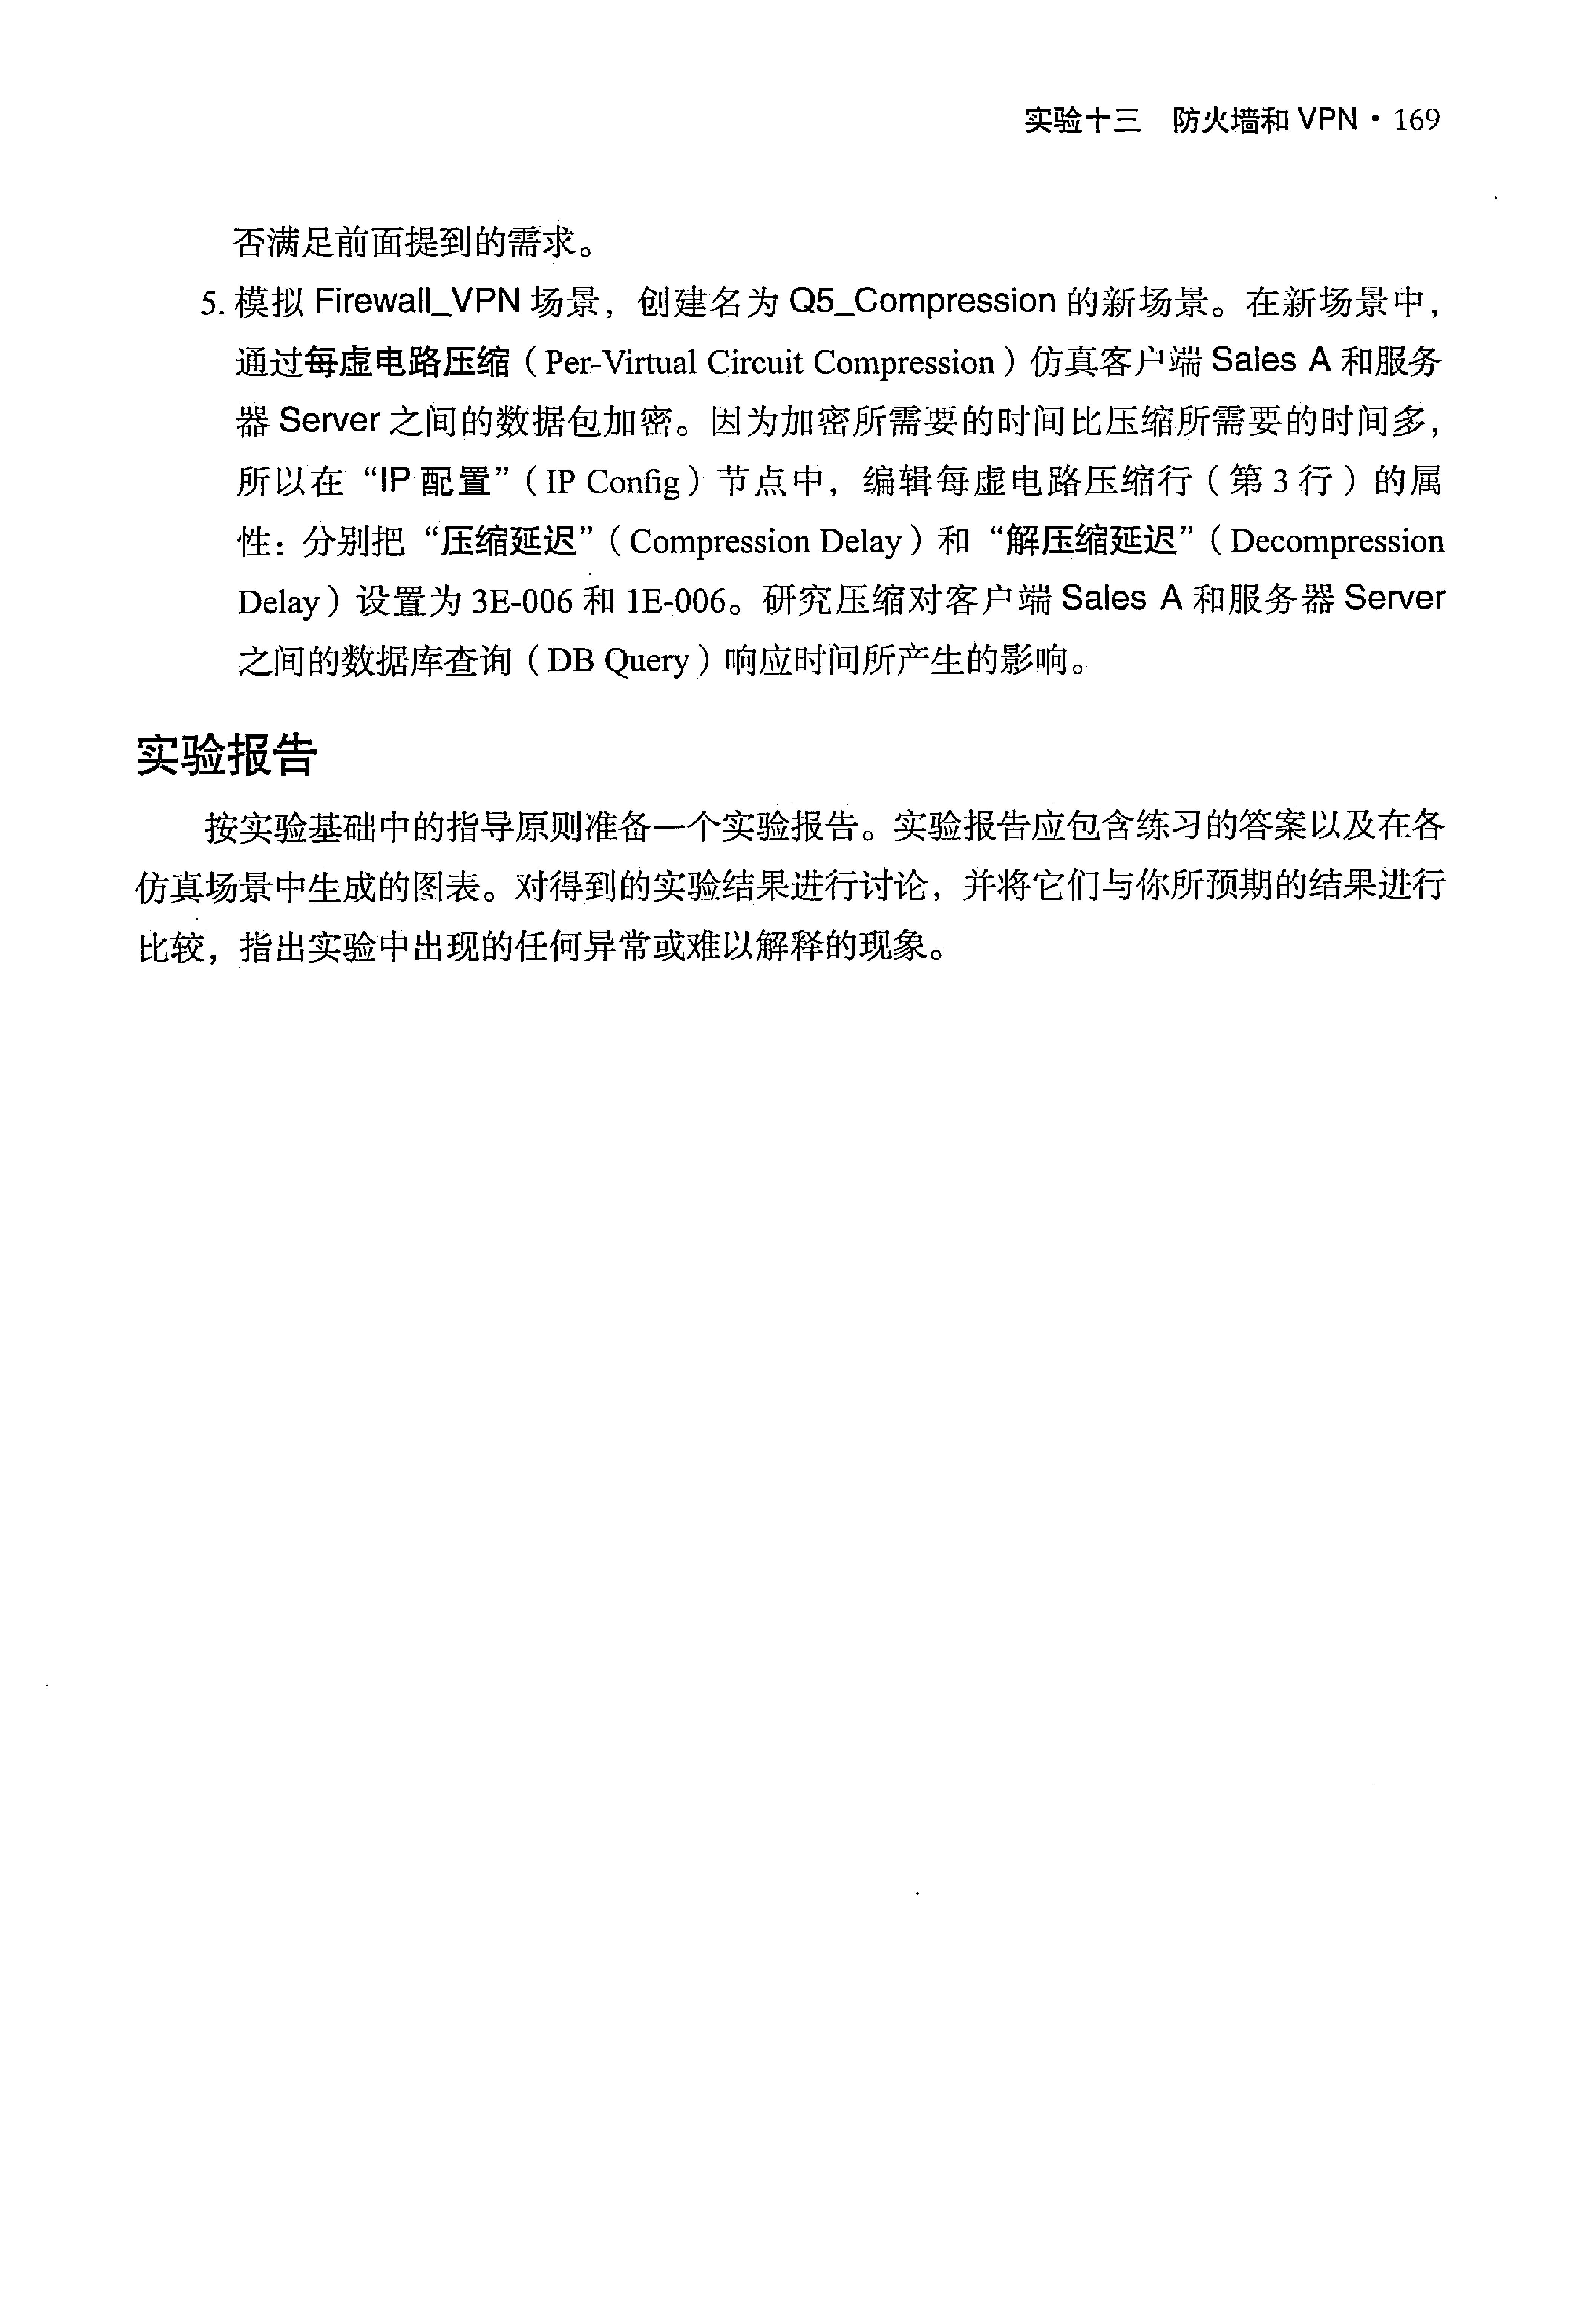 实验十三 防火墙和 VPN · 169
否满足前面提到的需求。
5. 模拟 Firewall_VPN 场景，创建名为 Q5_Compression 的新场景。在新场景中，
通过每虚电路压缩（Per-Virtual Circuit Compression）仿真客户端 Sales A 和服务
器 Server 之间的数据包加密。因为加密所需要的时间比压缩所需要的时间多，
所以在“IP 配置”（IP Config）节点中，编辑每虚电路压缩行（第 3 行）的属
性：分别把“压缩延迟”（Compression Delay）和“解压缩延迟”（Decompression
Delay）设置为 3E-006 和 1E-006。研究压缩对客户端 Sales A 和服务器 Server
之间的数据库查询（DB Query）响应时间所产生的影响。
实验报告
按实验基础中的指导原则准备一个实验报告。实验报告应包含练习的答案以及在各
仿真场景中生成的图表。对得到的实验结果进行讨论，并将它们与你所预期的结果进行
比较，指出实验中出现的任何异常或难以解释的现象。